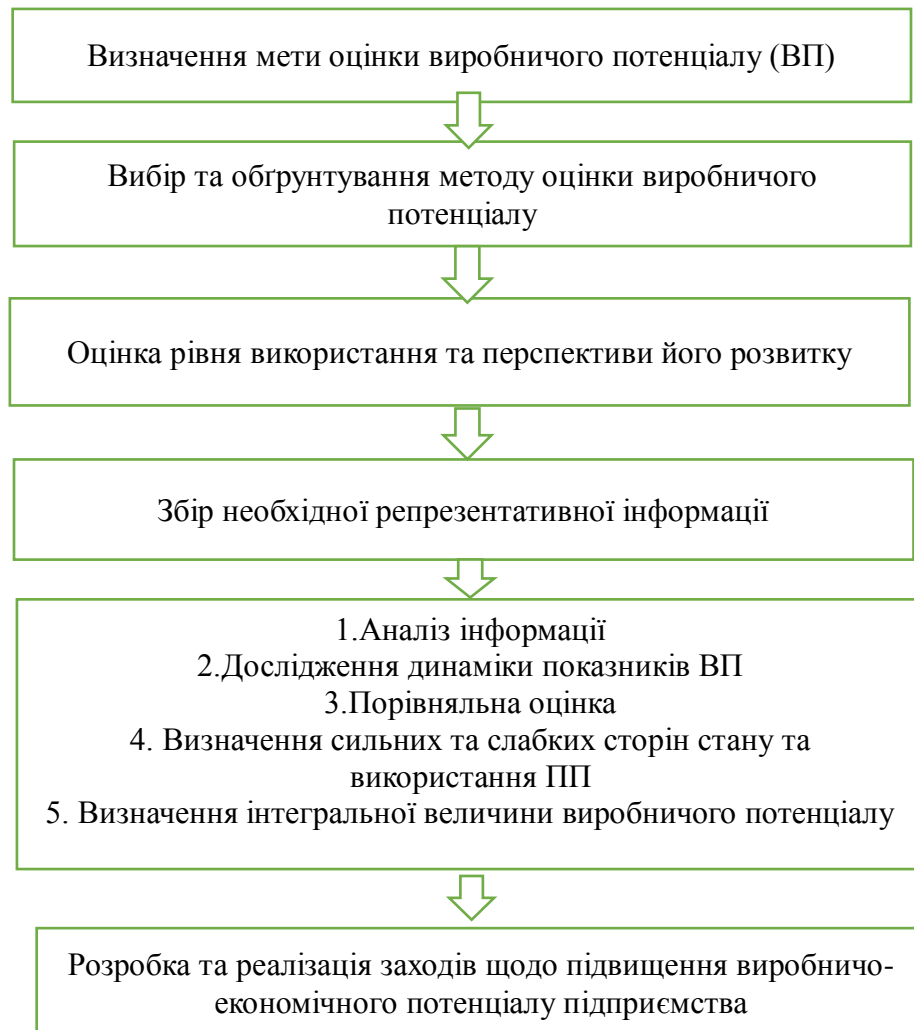 Визначення мети оцінки виробничого потенціалу (ВП)
Вибір та обґрунтування методу оцінки виробничого
потенціалу
Оцінка рівня використання та перспективи його розвитку
Збір необхідної репрезентативної інформації
1.Аналіз інформації
2.Дослідження динаміки показників ВП
3.Порівняльна оцінка
4. Визначення сильних та слабких сторін стану та
використання ПП
5. Визначення інтегральної величини виробничого потенціалу
Розробка та реалізація заходів щодо підвищення виробничо-
економічного потенціалу підприємства